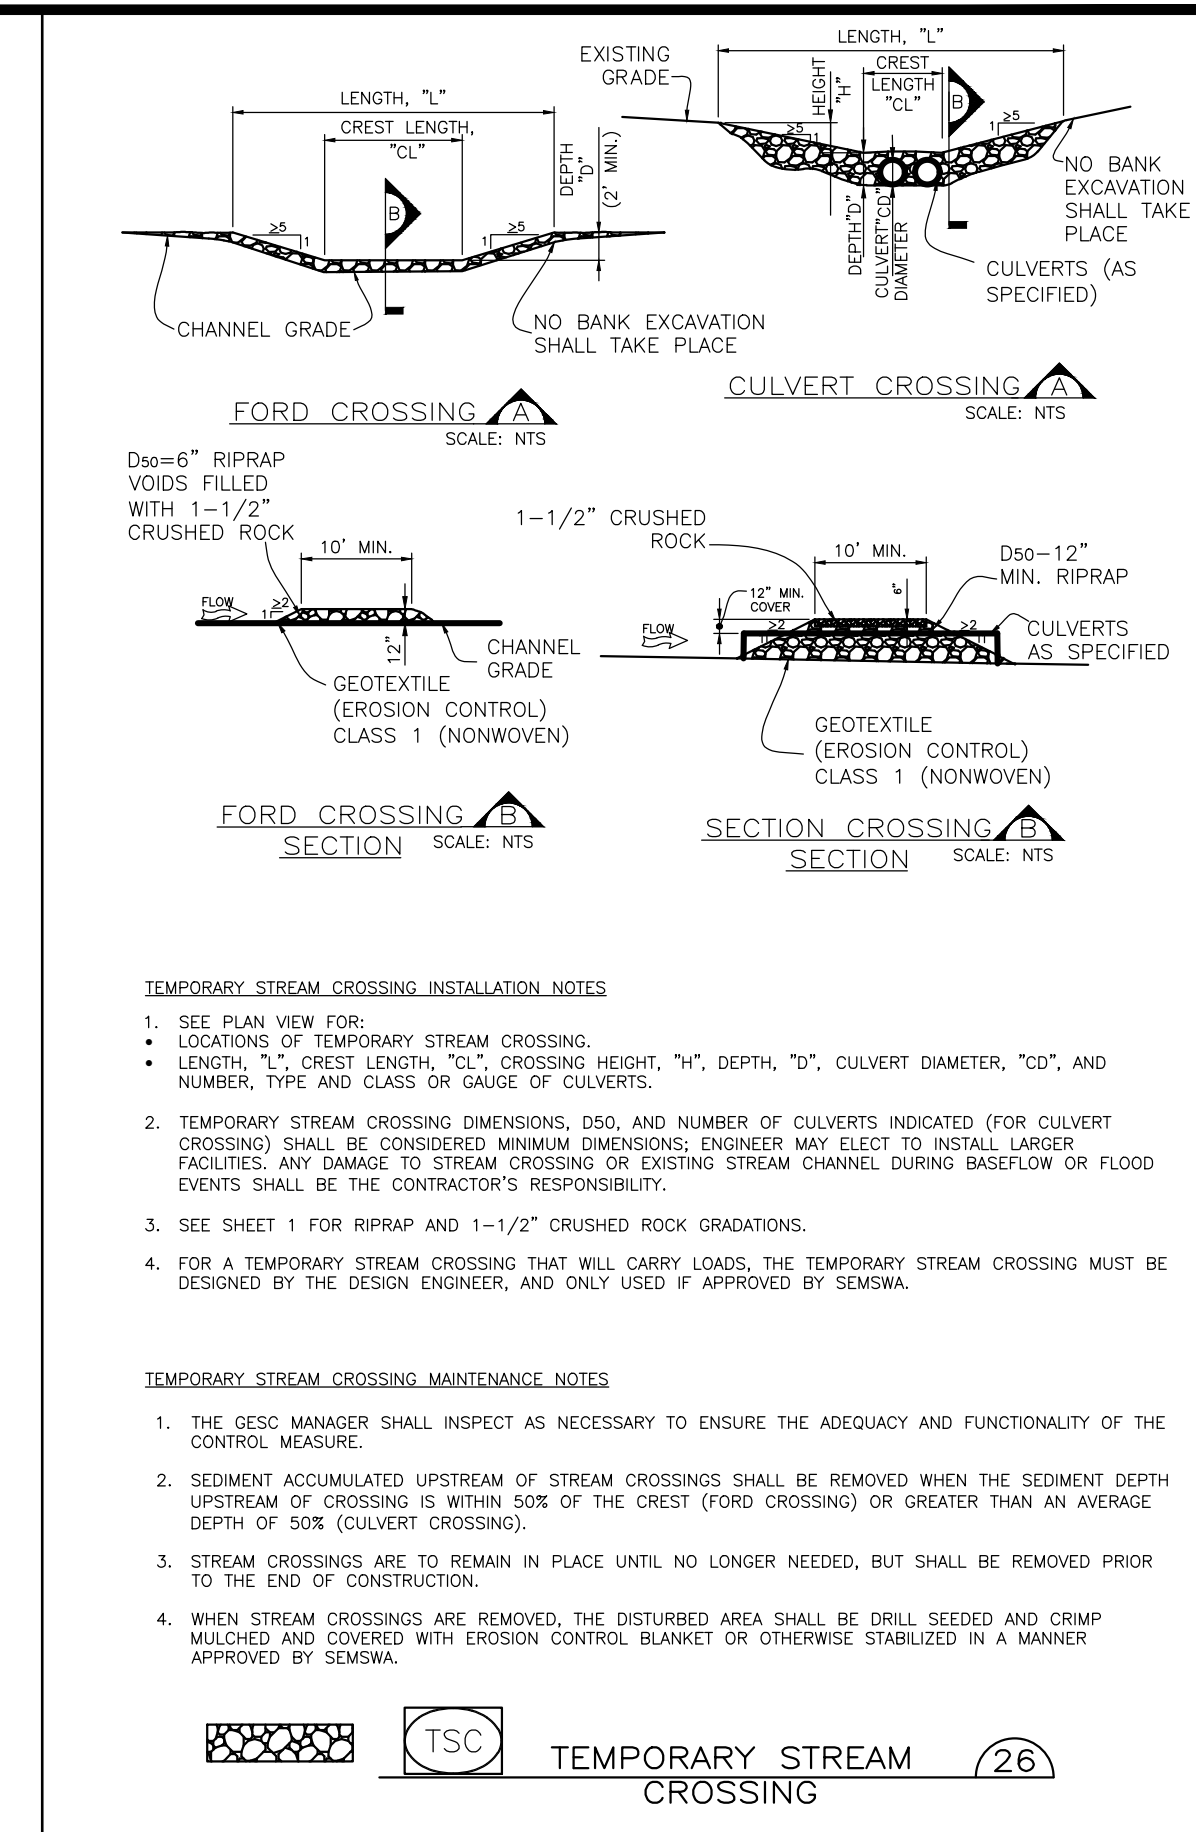 LENGTH, "L"
CREST LENGTH,
"CL"
DEPTH
"D"
(2' MIN.)
B
≥5
1
≥5
1
CHANNEL GRADE
NO BANK EXCAVATION
SHALL TAKE PLACE
FORD CROSSING A
SCALE: NTS
LENGTH, "L"
EXISTING
GRADE
HEIGHT
"H"
CREST
LENGTH
"CL"
B
≥5
1
≥5
1
NO BANK
EXCAVATION
SHALL TAKE
PLACE
DEPTH"D"
CULVERT"CD"
DIAMETER
CULVERTS (AS
SPECIFIED)
CULVERT CROSSING A
SCALE: NTS
D50=6" RIPRAP
VOIDS FILLED
WITH 1-1/2"
CRUSHED ROCK
10' MIN.
FLOW
≥2
1
12"
CHANNEL
GRADE
GEOTEXTILE
(EROSION CONTROL)
CLASS 1 (NONWOVEN)
FORD CROSSING B
SECTION
SCALE: NTS
1-1/2" CRUSHED
ROCK
10' MIN.
D50-12"
MIN. RIPRAP
12" MIN.
COVER
6"
FLOW
≥2
≥2
CULVERTS
AS SPECIFIED
GEOTEXTILE
(EROSION CONTROL)
CLASS 1 (NONWOVEN)
SECTION CROSSING B
SECTION
SCALE: NTS
TEMPORARY STREAM CROSSING INSTALLATION NOTES
1. SEE PLAN VIEW FOR:
• LOCATIONS OF TEMPORARY STREAM CROSSING.
• LENGTH, "L", CREST LENGTH, "CL", CROSSING HEIGHT, "H", DEPTH, "D", CULVERT DIAMETER, "CD", AND
NUMBER, TYPE AND CLASS OR GAUGE OF CULVERTS.
2. TEMPORARY STREAM CROSSING DIMENSIONS, D50, AND NUMBER OF CULVERTS INDICATED (FOR CULVERT
CROSSING) SHALL BE CONSIDERED MINIMUM DIMENSIONS; ENGINEER MAY ELECT TO INSTALL LARGER
FACILITIES. ANY DAMAGE TO STREAM CROSSING OR EXISTING STREAM CHANNEL DURING BASEFLOW OR FLOOD
EVENTS SHALL BE THE CONTRACTOR'S RESPONSIBILITY.
3. SEE SHEET 1 FOR RIPRAP AND 1-1/2" CRUSHED ROCK GRADATIONS.
4. FOR A TEMPORARY STREAM CROSSING THAT WILL CARRY LOADS, THE TEMPORARY STREAM CROSSING MUST BE
DESIGNED BY THE DESIGN ENGINEER, AND ONLY USED IF APPROVED BY SEMSWA.
TEMPORARY STREAM CROSSING MAINTENANCE NOTES
1. THE GESC MANAGER SHALL INSPECT AS NECESSARY TO ENSURE THE ADEQUACY AND FUNCTIONALITY OF THE
CONTROL MEASURE.
2. SEDIMENT ACCUMULATED UPSTREAM OF STREAM CROSSINGS SHALL BE REMOVED WHEN THE SEDIMENT DEPTH
UPSTREAM OF CROSSING IS WITHIN 50% OF THE CREST (FORD CROSSING) OR GREATER THAN AN AVERAGE
DEPTH OF 50% (CULVERT CROSSING).
3. STREAM CROSSINGS ARE TO REMAIN IN PLACE UNTIL NO LONGER NEEDED, BUT SHALL BE REMOVED PRIOR
TO THE END OF CONSTRUCTION.
4. WHEN STREAM CROSSINGS ARE REMOVED, THE DISTURBED AREA SHALL BE DRILL SEEDED AND CRIMP
MULCHED AND COVERED WITH EROSION CONTROL BLANKET OR OTHERWISE STABILIZED IN A MANNER
APPROVED BY SEMSWA.
TSC
TEMPORARY STREAM
CROSSING
26